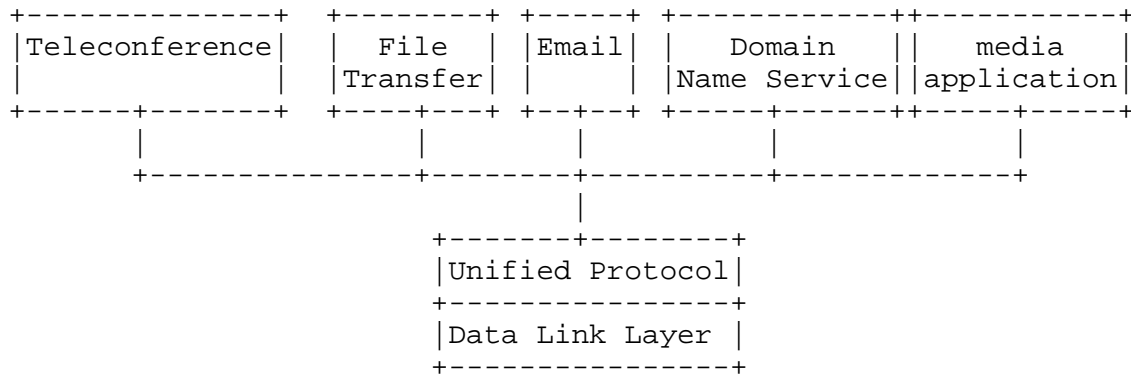 Teleconference File Email Domain media
Transfer Name Service application
Unified Protocol
Data Link Layer